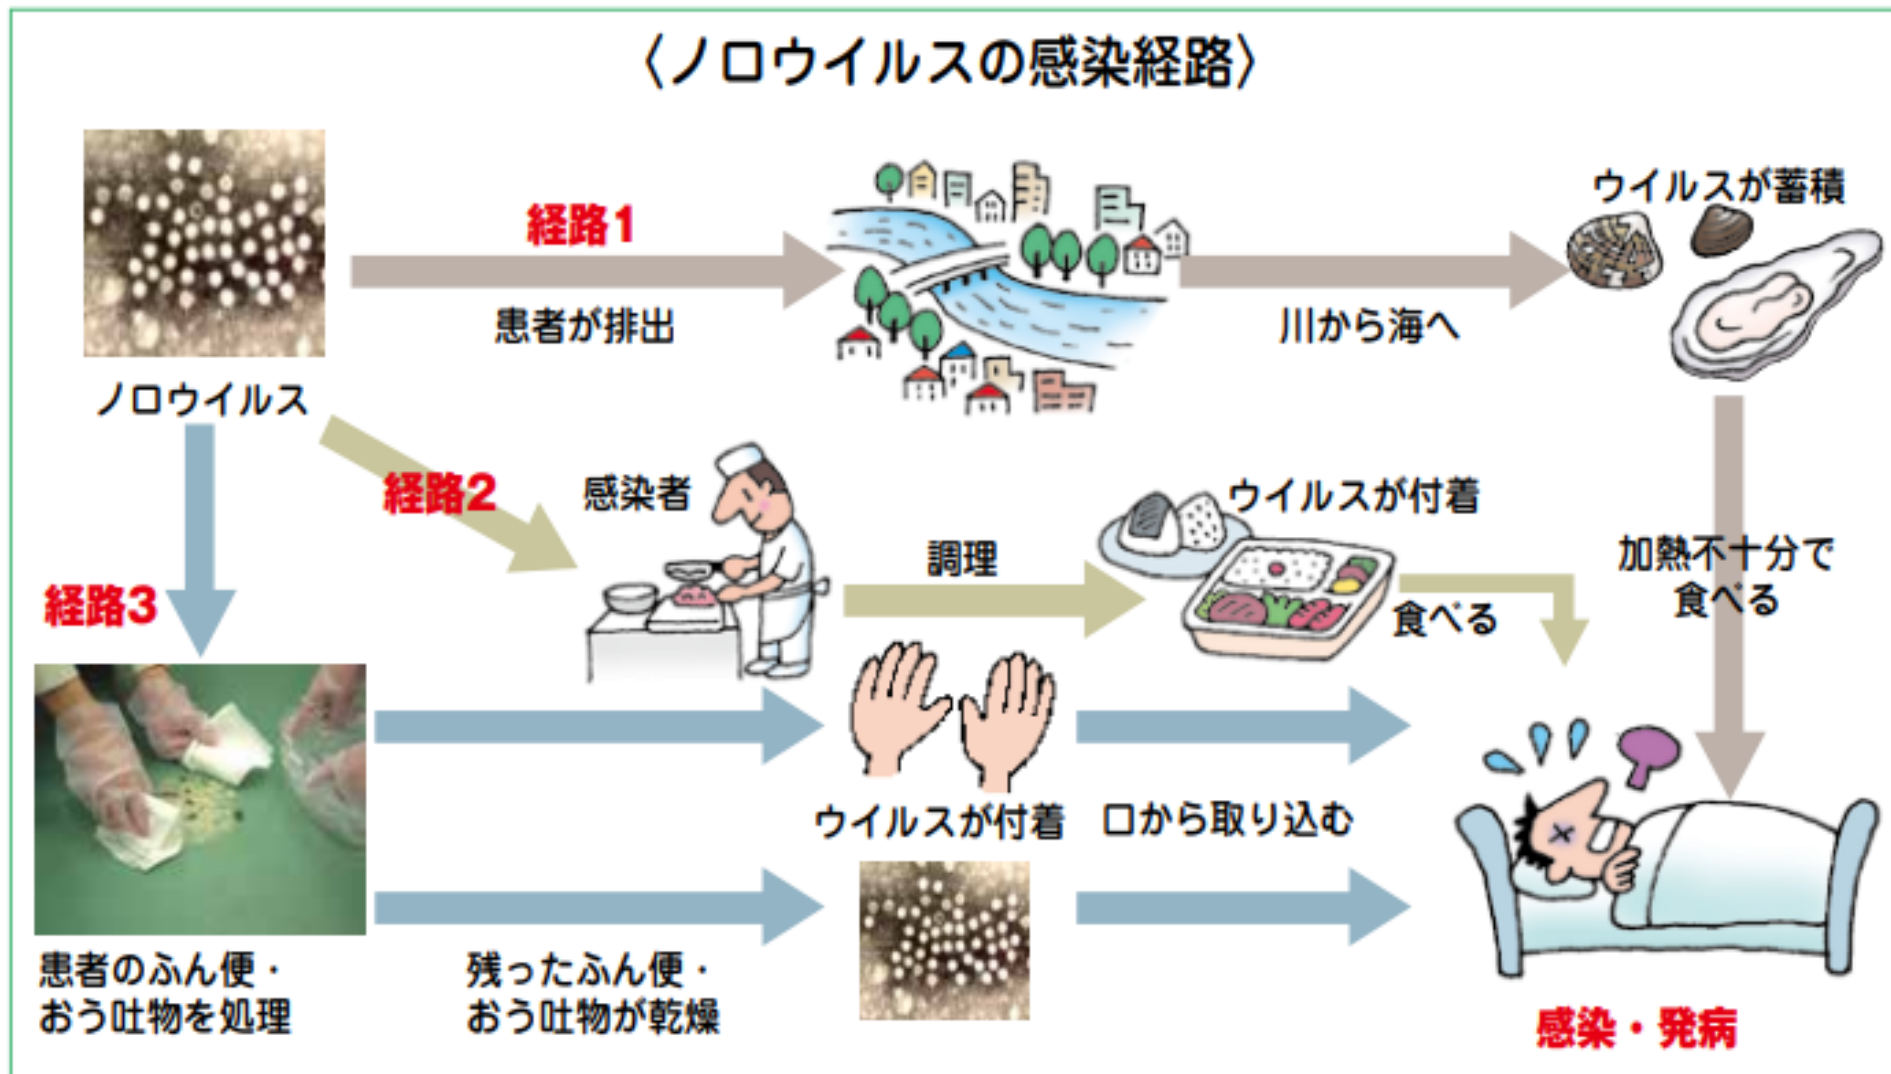 〈ノロウイルスの感染経路〉
経路1
患者が排出
川から海へ
ウイルスが蓄積
ノロウイルス
経路2
感染者
調理
ウイルスが付着
食べる
加熱不十分で
食べる
経路3
ウイルスが付着
口から取り込む
患者のふん便・
おう吐物を処理
残ったふん便・
おう吐物が乾燥
感染・発病